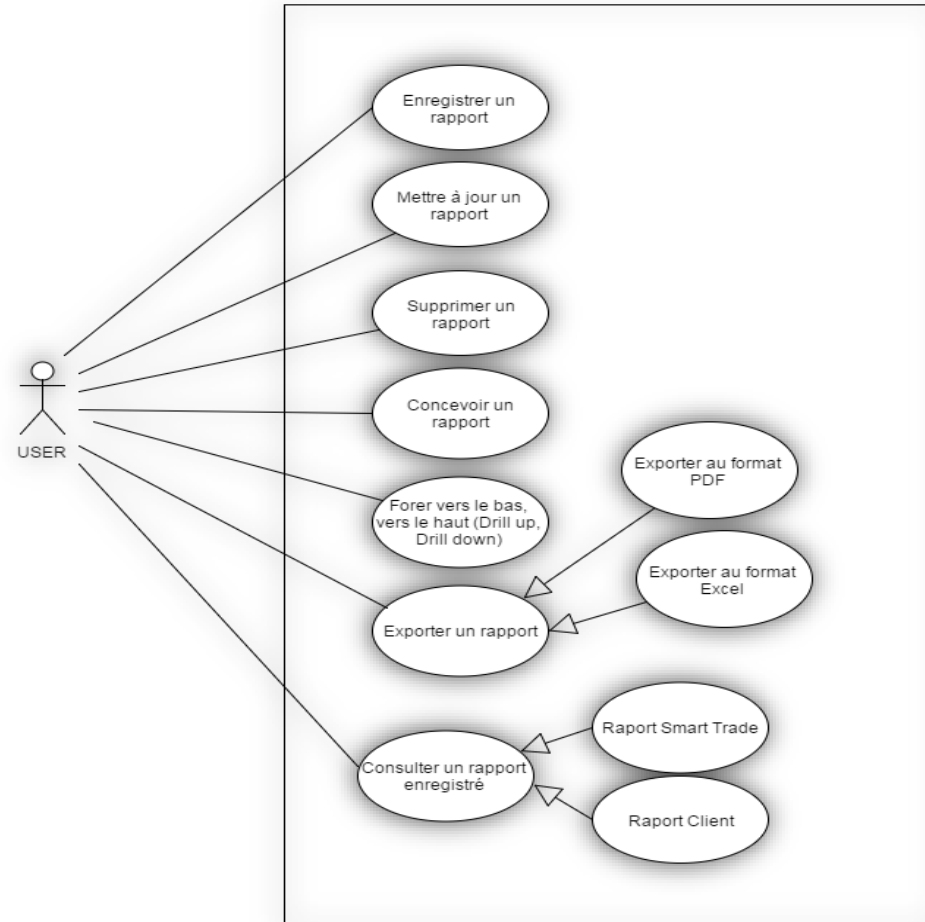 Enregistrer un
rapport
Mettre à jour un
rapport
Supprimer un
rapport
USER
Concevoir un
rapport
Forer vers le bas,
vers le haut (Drill up,
Drill down)
Exporter au format
PDF
Exporter au format
Excel
Exporter un rapport
Raport Smart Trade
Consulter un rapport
enregistré
Raport Client